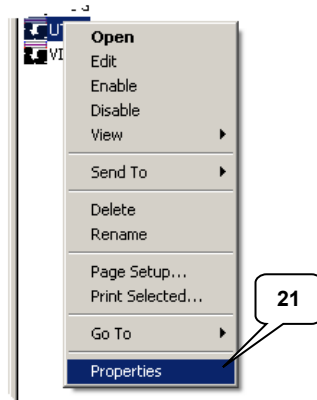 Open
Edit
Enable
Disable
View
Send To
Delete
Rename
Page Setup...
Print Selected...
Go To
21
Properties